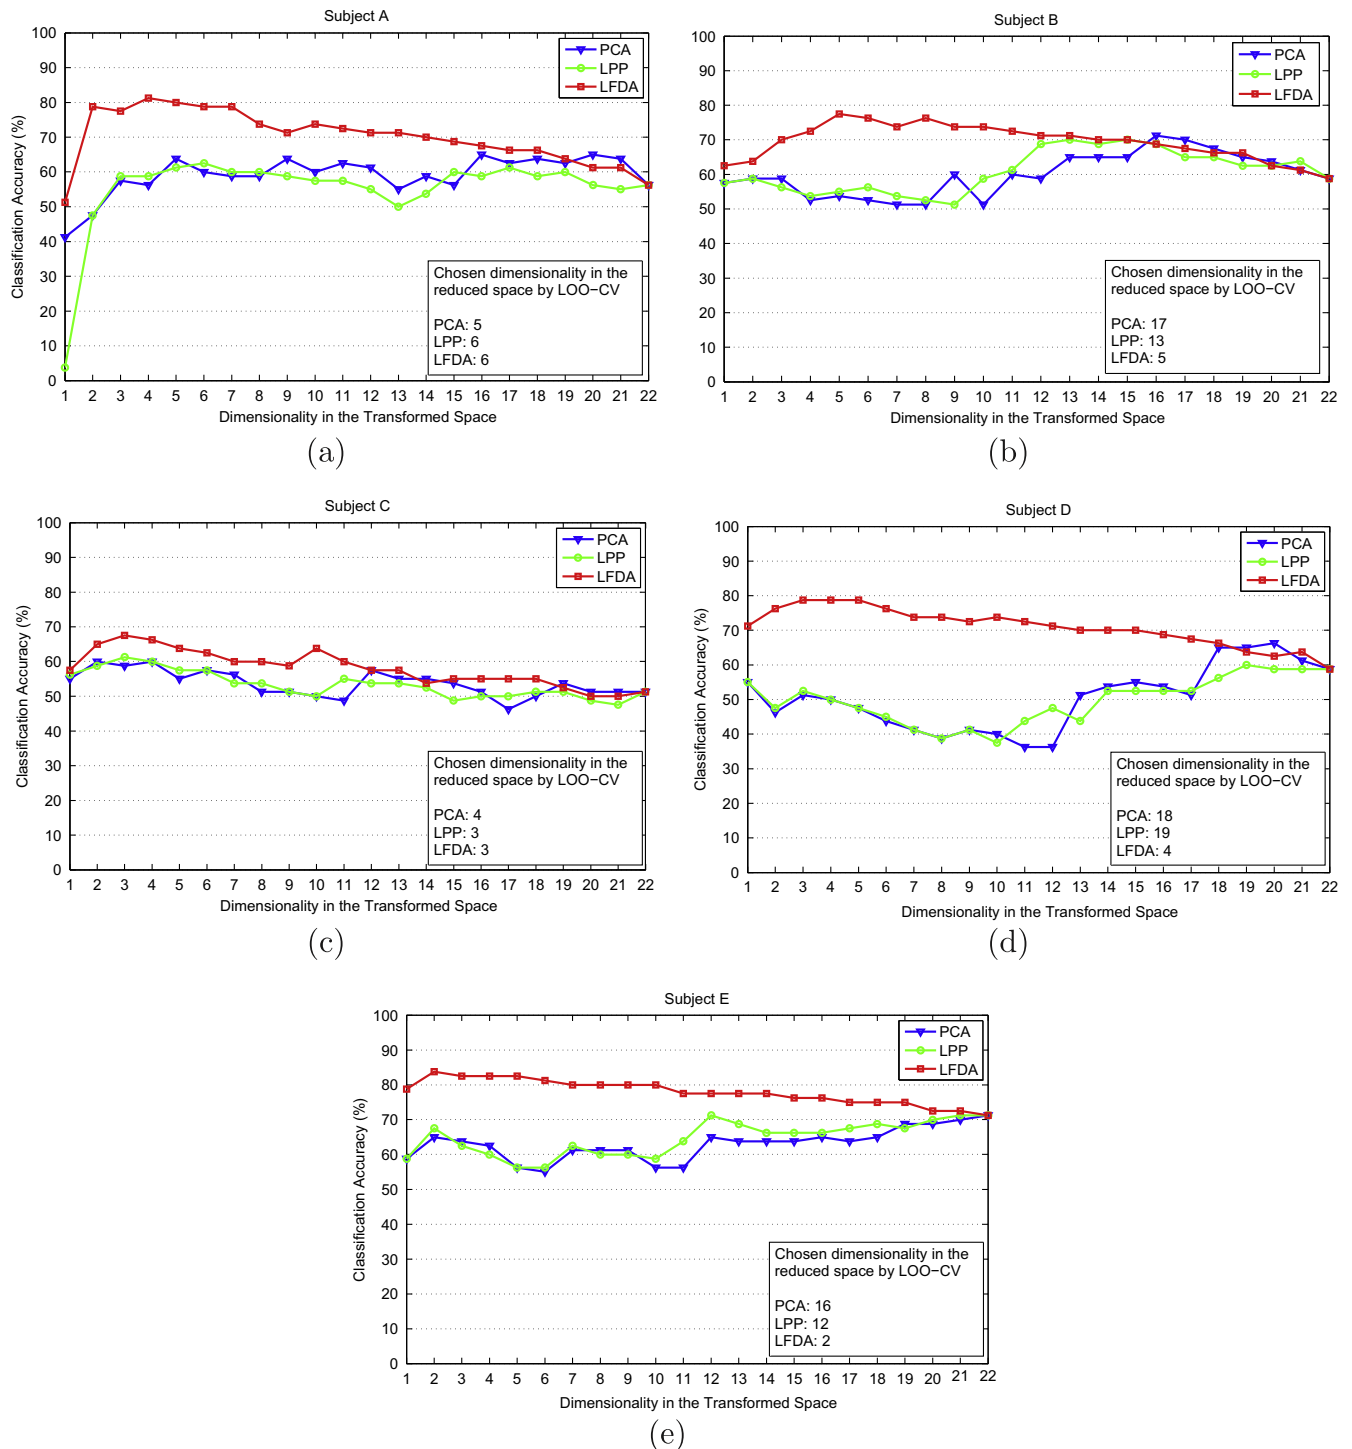 Subject A
100
90
80
70
60
50
40
30
20
10
0
Classification Accuracy (%)
PCA
LPP
LFDA
Chosen dimensionality in the
reduced space by LOO−CV
PCA: 5
LPP: 6
LFDA: 6
1 2 3 4 5 6 7 8 9 10 11 12 13 14 15 16 17 18 19 20 21 22
Dimensionality in the Transformed Space
(a)
Subject B
100
90
80
70
60
50
40
30
20
10
0
Classification Accuracy (%)
PCA
LPP
LFDA
Chosen dimensionality in the
reduced space by LOO−CV
PCA: 17
LPP: 13
LFDA: 5
1 2 3 4 5 6 7 8 9 10 11 12 13 14 15 16 17 18 19 20 21 22
Dimensionality in the Transformed Space
(b)
Subject C
100
90
80
70
60
50
40
30
20
10
0
Classification Accuracy (%)
PCA
LPP
LFDA
Chosen dimensionality in the
reduced space by LOO−CV
PCA: 4
LPP: 3
LFDA: 3
1 2 3 4 5 6 7 8 9 10 11 12 13 14 15 16 17 18 19 20 21 22
Dimensionality in the Transformed Space
(c)
Subject D
100
90
80
70
60
50
40
30
20
10
0
Classification Accuracy (%)
PCA
LPP
LFDA
Chosen dimensionality in the
reduced space by LOO−CV
PCA: 18
LPP: 19
LFDA: 4
1 2 3 4 5 6 7 8 9 10 11 12 13 14 15 16 17 18 19 20 21 22
Dimensionality in the Transformed Space
(d)
Subject E
100
90
80
70
60
50
40
30
20
10
0
Classification Accuracy (%)
PCA
LPP
LFDA
Chosen dimensionality in the
reduced space by LOO−CV
PCA: 16
LPP: 12
LFDA: 2
1 2 3 4 5 6 7 8 9 10 11 12 13 14 15 16 17 18 19 20 21 22
Dimensionality in the Transformed Space
(e)